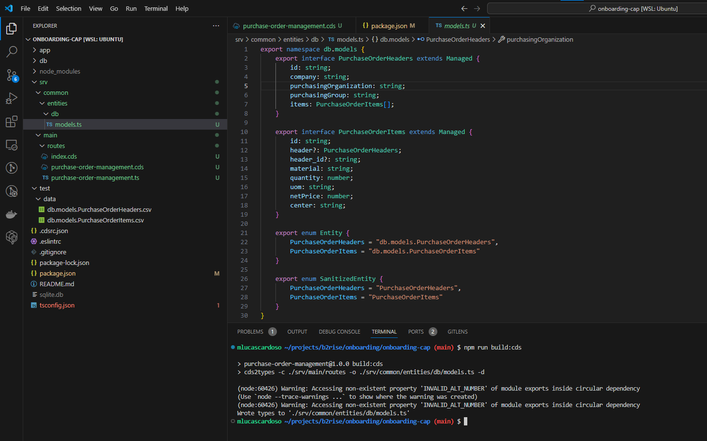 File Edit Selection View Go Run Terminal Help
onboarding-cap [WSL: Ubuntu]
EXPLORER
ONBOARDING-CAP [WSL: UBUNTU]
app
db
node_modules
srv
common
entities
db
models.ts U
main
routes
index.cds U
purchase-order-management.cds U
purchase-order-management.ts U
test
data
db.models.PurchaseOrderHeaders.csv
db.models.PurchaseOrderItems.csv
.cdsrc.json
.eslintrc
.gitignore
package-lock.json
package.json M
README.md
sqlite.db
tsconfig.json 1
6
purchase-order-management.cds U package.json M models.ts U
srv > common > entities > db > models.ts > db.models > PurchaseOrderHeaders > purchasingOrganization
1 export namespace db.models {
2 export interface PurchaseOrderHeaders extends Managed {
3 id: string;
4 company: string;
5 purchasingOrganization: string;
6 purchasingGroup: string;
7 items: PurchaseOrderItems[];
8 }
9
10 export interface PurchaseOrderItems extends Managed {
11 id: string;
12 header?: PurchaseOrderHeaders;
13 header_id?: string;
14 material: string;
15 quantity: number;
16 uom: string;
17 netPrice: number;
18 center: string;
19 }
20
21 export enum Entity {
22 PurchaseOrderHeaders = "db.models.PurchaseOrderHeaders",
23 PurchaseOrderItems = "db.models.PurchaseOrderItems"
24 }
25
26 export enum SanitizedEntity {
27 PurchaseOrderHeaders = "PurchaseOrderHeaders",
28 PurchaseOrderItems = "PurchaseOrderItems"
29 }
30 }
PROBLEMS 1 OUTPUT DEBUG CONSOLE TERMINAL PORTS 2 GITLENS
mlucascardoso ~/projects/b2rise/onboarding/onboarding-cap (main) $ npm run build:cds
> purchase-order-management@1.0.0 build:cds
> cds2types -c ./srv/main/routes -o ./srv/common/entities/db/models.ts -d
(node:60426) Warning: Accessing non-existent property 'INVALID_ALT_NUMBER' of module exports inside circular dependency
(Use `node --trace-warnings ...` to show where the warning was created)
(node:60426) Warning: Accessing non-existent property 'INVALID_ALT_NUMBER' of module exports inside circular dependency
Wrote types to './srv/common/entities/db/models.ts'
mlucascardoso ~/projects/b2rise/onboarding/onboarding-cap (main) $